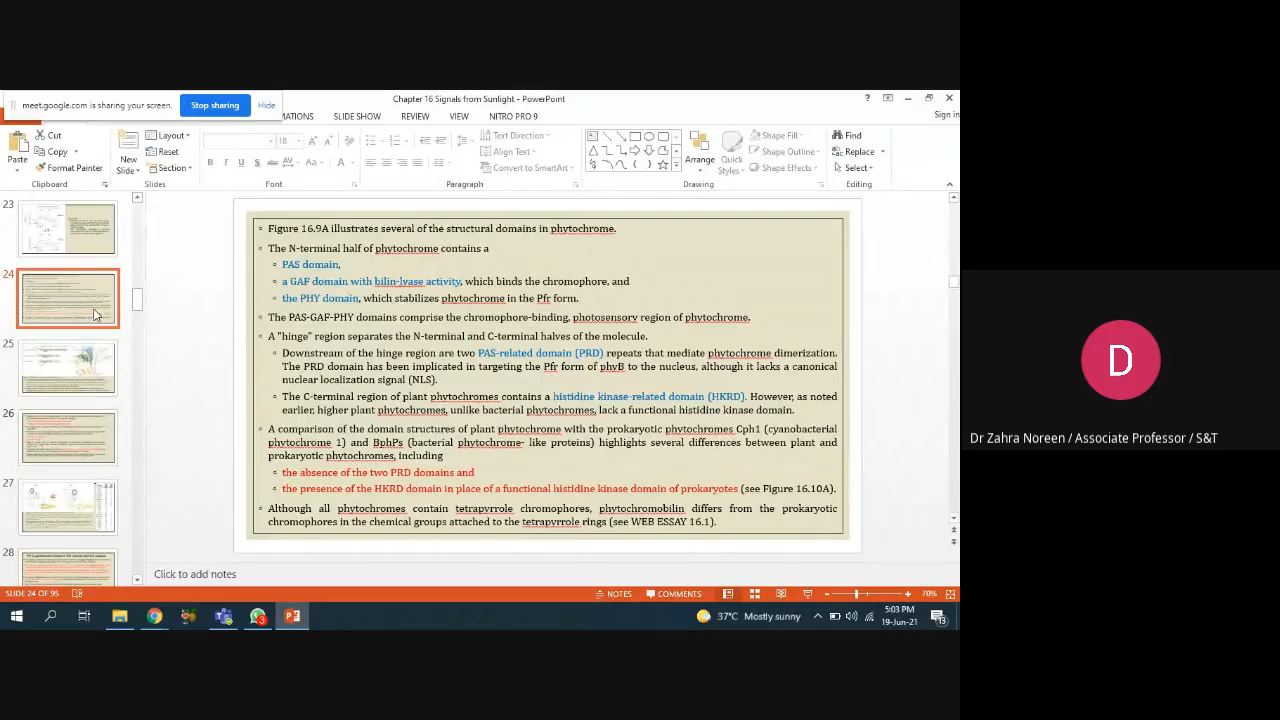 meet.google.com is sharing your screen.
Stop sharing
Hide
Chapter 16 Signals from Sunlight - PowerPoint
?
Sign in
MATIONS
SLIDE SHOW
REVIEW
VIEW
NITRO PRO 9
Paste
Cut
Copy
Format Painter
Clipboard
New
Slide
Layout
Reset
Section
Slides
18
B I U S abc AV Aa A
Font
Text Direction
Align Text
Convert to SmartArt
Paragraph
Arrange
Quick
Styles
Shape Fill
Shape Outline
Shape Effects
Drawing
Find
Replace
Select
Editing
23
24
25
26
27
28
Figure 16.9A illustrates several of the structural domains in phytochrome.
The N-terminal half of phytochrome contains a
PAS domain,
a GAF domain with bilin-lyase activity, which binds the chromophore, and
the PHY domain, which stabilizes phytochrome in the Pfr form.
The PAS-GAF-PHY domains comprise the chromophore-binding, photosensory region of phytochrome.
A "hinge" region separates the N-terminal and C-terminal halves of the molecule.
Downstream of the hinge region are two PAS-related domain (PRD) repeats that mediate phytochrome dimerization.
The PRD domain has been implicated in targeting the Pfr form of phyB to the nucleus, although it lacks a canonical
nuclear localization signal (NLS).
The C-terminal region of plant phytochromes contains a histidine kinase-related domain (HKRD). However, as noted
earlier, higher plant phytochromes, unlike bacterial phytochromes, lack a functional histidine kinase domain.
A comparison of the domain structures of plant phytochrome with the prokaryotic phytochromes Cph1 (cyanobacterial
phytochrome 1) and BphPs (bacterial phytochrome- like proteins) highlights several differences between plant and
prokaryotic phytochromes, including
the absence of the two PRD domains and
the presence of the HKRD domain in place of a functional histidine kinase domain of prokaryotes (see Figure 16.10A).
Although all phytochromes contain tetrapyrrole chromophores, phytochromobilin differs from the prokaryotic
chromophores in the chemical groups attached to the tetrapyrrole rings (see WEB ESSAY 16.1).
Click to add notes
SLIDE 24 OF 95
NOTES
COMMENTS
70%
3
37°C Mostly sunny
5:03 PM
19-Jun-21
13
D
Dr Zahra Noreen / Associate Professor / S&T